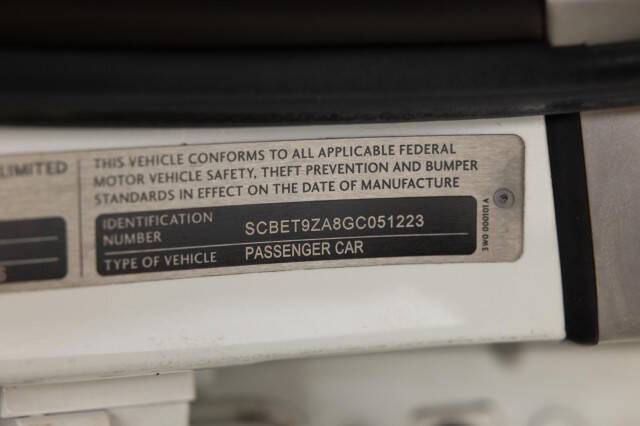 LIMITED
THIS VEHICLE CONFORMS TO ALL APPLICABLE FEDERAL
MOTOR VEHICLE SAFETY, THEFT PREVENTION AND BUMPER
STANDARDS IN EFFECT ON THE DATE OF MANUFACTURE
IDENTIFICATION
NUMBER SCBET9ZA8GC051223
TYPE OF VEHICLE PASSENGER CAR
3W0 000101A